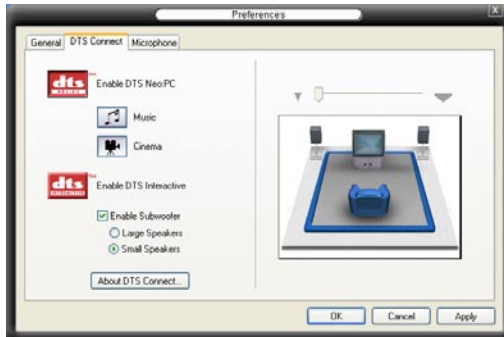 Preferences
X
General DTS Connect Microphone
dts Enable DTS Neo:PC
Music
Cinema
dts Enable DTS Interactive
INTERACTIVE
Enable Subwoofer
Large Speakers
Small Speakers
About DTS Connect...
OK Cancel Apply